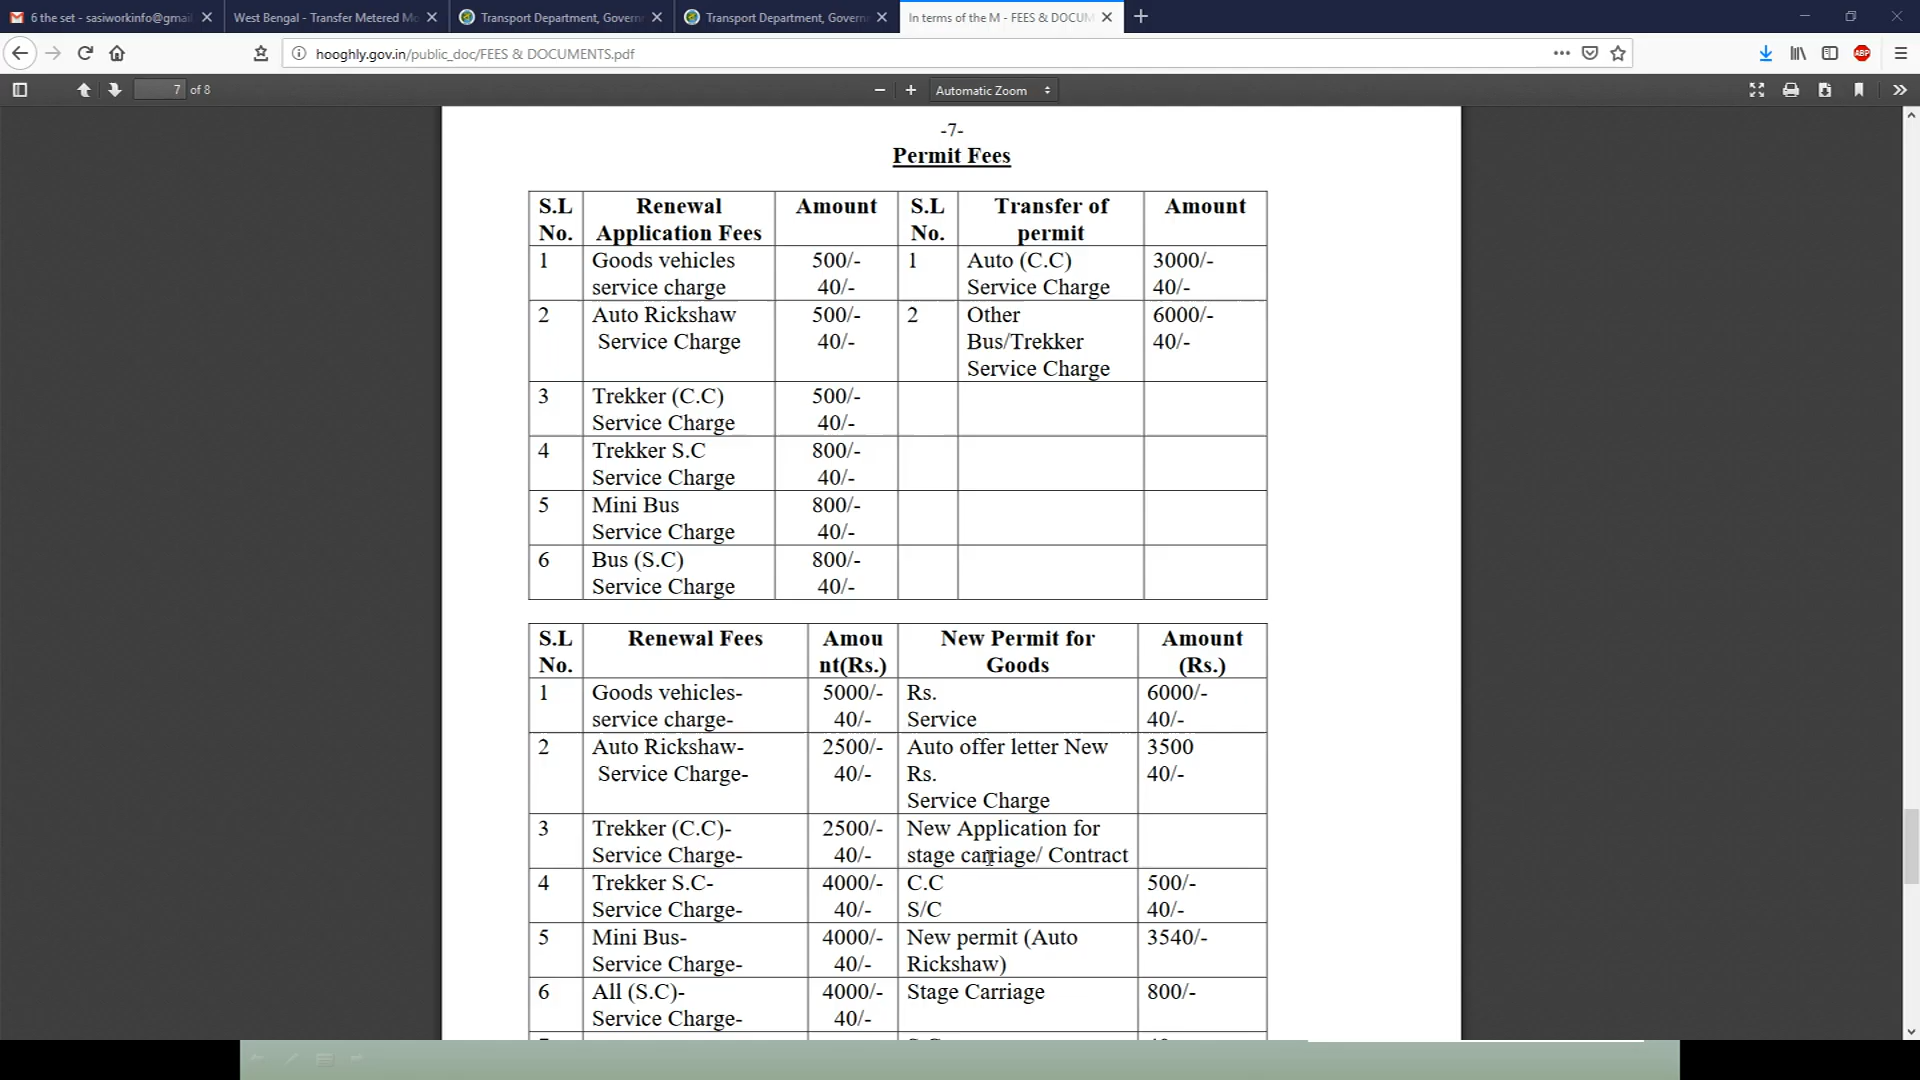 6 the set - sasiworkinfo@gmail
West Bengal - Transfer Metered Mo
Transport Department, Govern
Transport Department, Govern
In terms of the M - FEES & DOCUM
hooghly.gov.in/public_doc/FEES & DOCUMENTS.pdf
ABP
7 of 8
Automatic Zoom
-7-
Permit Fees
S.L No. Renewal Application Fees Amount S.L No. Transfer of permit Amount
1 Goods vehicles 500/- 1 Auto (C.C) 3000/-
service charge 40/- Service Charge 40/-
2 Auto Rickshaw 500/- 2 Other 6000/-
Service Charge 40/- Bus/Trekker 40/-
Service Charge
3 Trekker (C.C) 500/-
Service Charge 40/-
4 Trekker S.C 800/-
Service Charge 40/-
5 Mini Bus 800/-
Service Charge 40/-
6 Bus (S.C) 800/-
Service Charge 40/-
S.L Renewal Fees Amou New Permit for Amount
No. nt(Rs.) Goods (Rs.)
1 Goods vehicles- 5000/- Rs. 6000/-
service charge- 40/- Service 40/-
2 Auto Rickshaw- 2500/- Auto offer letter New 3500
Service Charge- 40/- Rs. 40/-
Service Charge
3 Trekker (C.C)- 2500/- New Application for
Service Charge- 40/- stage carriage/ Contract
4 Trekker S.C- 4000/- C.C 500/-
Service Charge- 40/- S/C 40/-
5 Mini Bus- 4000/- New permit (Auto 3540/-
Service Charge- 40/- Rickshaw)
6 All (S.C)- 4000/- Stage Carriage 800/-
Service Charge- 40/-